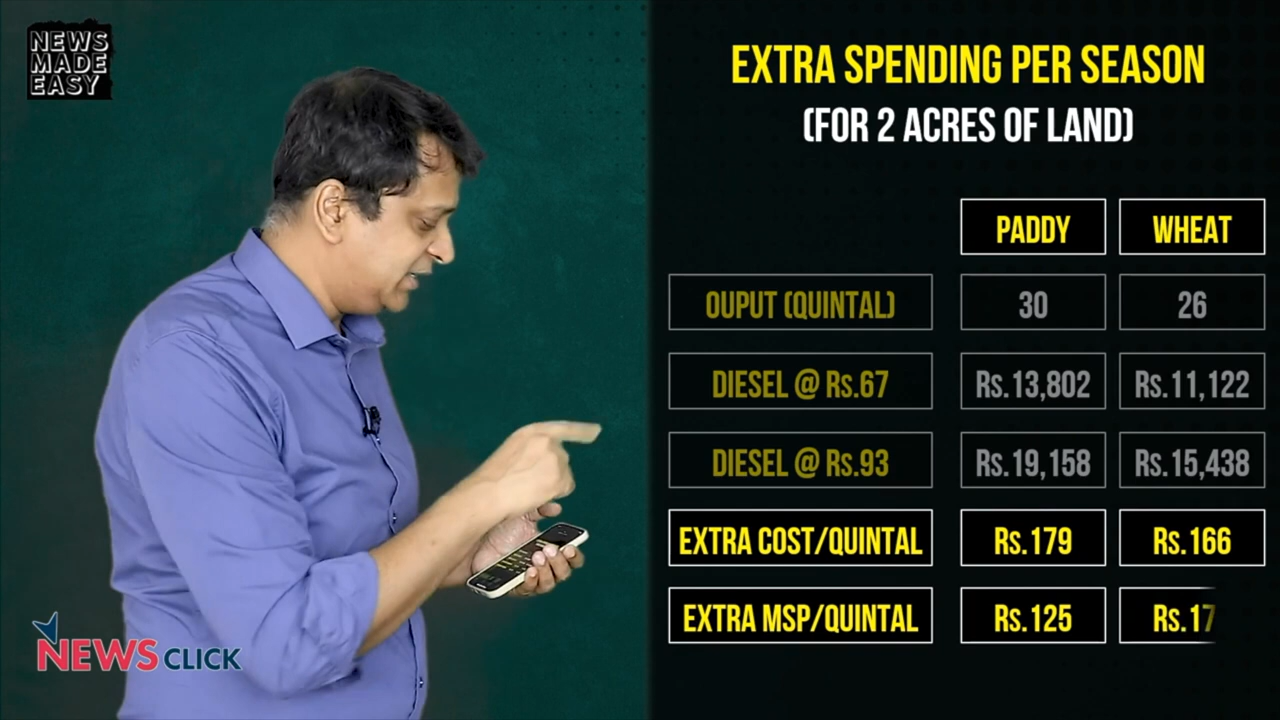 NEWS
MADE
EASY
EXTRA SPENDING PER SEASON
(FOR 2 ACRES OF LAND)
PADDY WHEAT
OUPUT (QUINTAL) 30 26
DIESEL @ Rs.67 Rs.13,802 Rs.11,122
DIESEL @ Rs.93 Rs.19,158 Rs.15,438
EXTRA COST/QUINTAL Rs.179 Rs.166
EXTRA MSP/QUINTAL Rs.125
NEWSCLICK